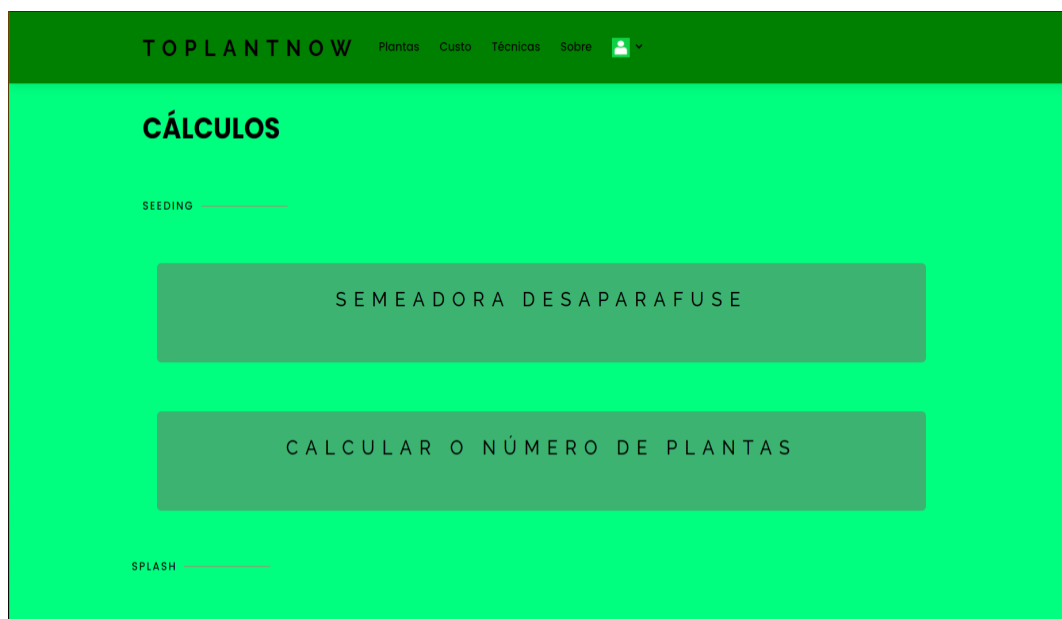 TOPLANTNOW Plantas Custo Técnicas Sobre
CÁLCULOS
SEEDING
SEMEADORA DESAPARAFUSE
CALCULAR O NÚMERO DE PLANTAS
SPLASH